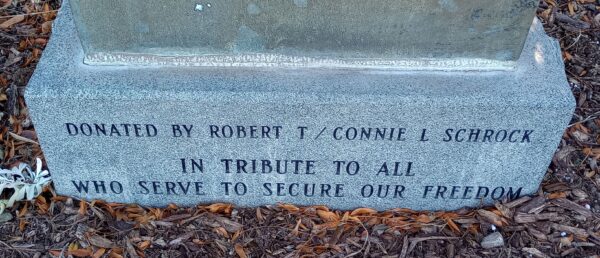 DONATED BY ROBERT T / CONNIE L SCHROCK
IN TRIBUTE TO ALL
WHO SERVE TO SECURE OUR FREEDOM